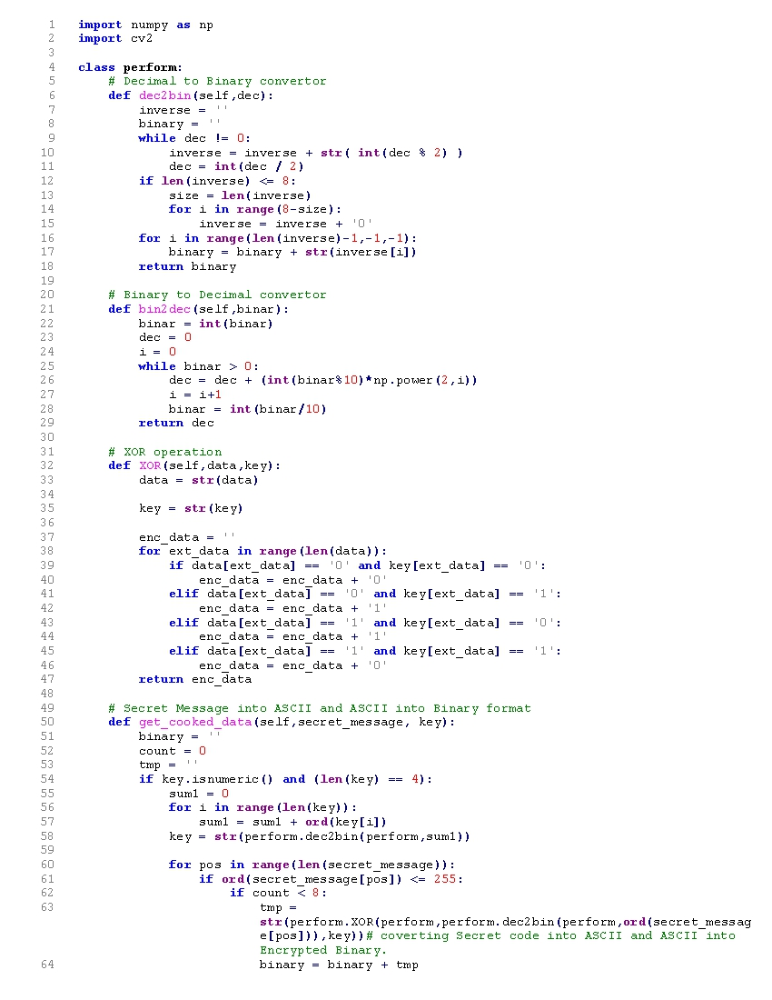 1 import numpy as np
2 import cv2
3
4 class perform:
5     # Decimal to Binary convertor
6     def dec2bin(self,dec):
7         inverse = ''
8         binary = ''
9         while dec != 0:
10             inverse = inverse + str( int(dec % 2) )
11             dec = int(dec / 2)
12         if len(inverse) <= 8:
13             size = len(inverse)
14             for i in range(8-size):
15                 inverse = inverse + '0'
16         for i in range(len(inverse)-1,-1,-1):
17             binary = binary + str(inverse[i])
18         return binary
19
20     # Binary to Decimal convertor
21     def bin2dec(self,binar):
22         binar = int(binar)
23         dec = 0
24         i = 0
25         while binar > 0:
26             dec = dec + (int(binar%10)*np.power(2,i))
27             i = i+1
28             binar = int(binar/10)
29         return dec
30
31     # XOR operation
32     def XOR(self,data,key):
33         data = str(data)
34
35         key = str(key)
36
37         enc_data = ''
38         for ext_data in range(len(data)):
39             if data[ext_data] == '0' and key[ext_data] == '0':
40                 enc_data = enc_data + '0'
41             elif data[ext_data] == '0' and key[ext_data] == '1':
42                 enc_data = enc_data + '1'
43             elif data[ext_data] == '1' and key[ext_data] == '0':
44                 enc_data = enc_data + '1'
45             elif data[ext_data] == '1' and key[ext_data] == '1':
46                 enc_data = enc_data + '0'
47         return enc_data
48
49     # Secret Message into ASCII and ASCII into Binary format
50     def get_cooked_data(self,secret_message, key):
51         binary = ''
52         count = 0
53         tmp = ''
54         if key.isnumeric() and (len(key) == 4):
55             sum1 = 0
56             for i in range(len(key)):
57                 sum1 = sum1 + ord(key[i])
58             key = str(perform.dec2bin(perform,sum1))
59
60             for pos in range(len(secret_message)):
61                 if ord(secret_message[pos]) <= 255:
62                     if count < 8:
63                         tmp =
                         str(perform.XOR(perform,perform.dec2bin(perform,ord(secret_messag
                         e[pos])),key))# coverting Secret code into ASCII and ASCII into
                         Encrypted Binary.
64                         binary = binary + tmp